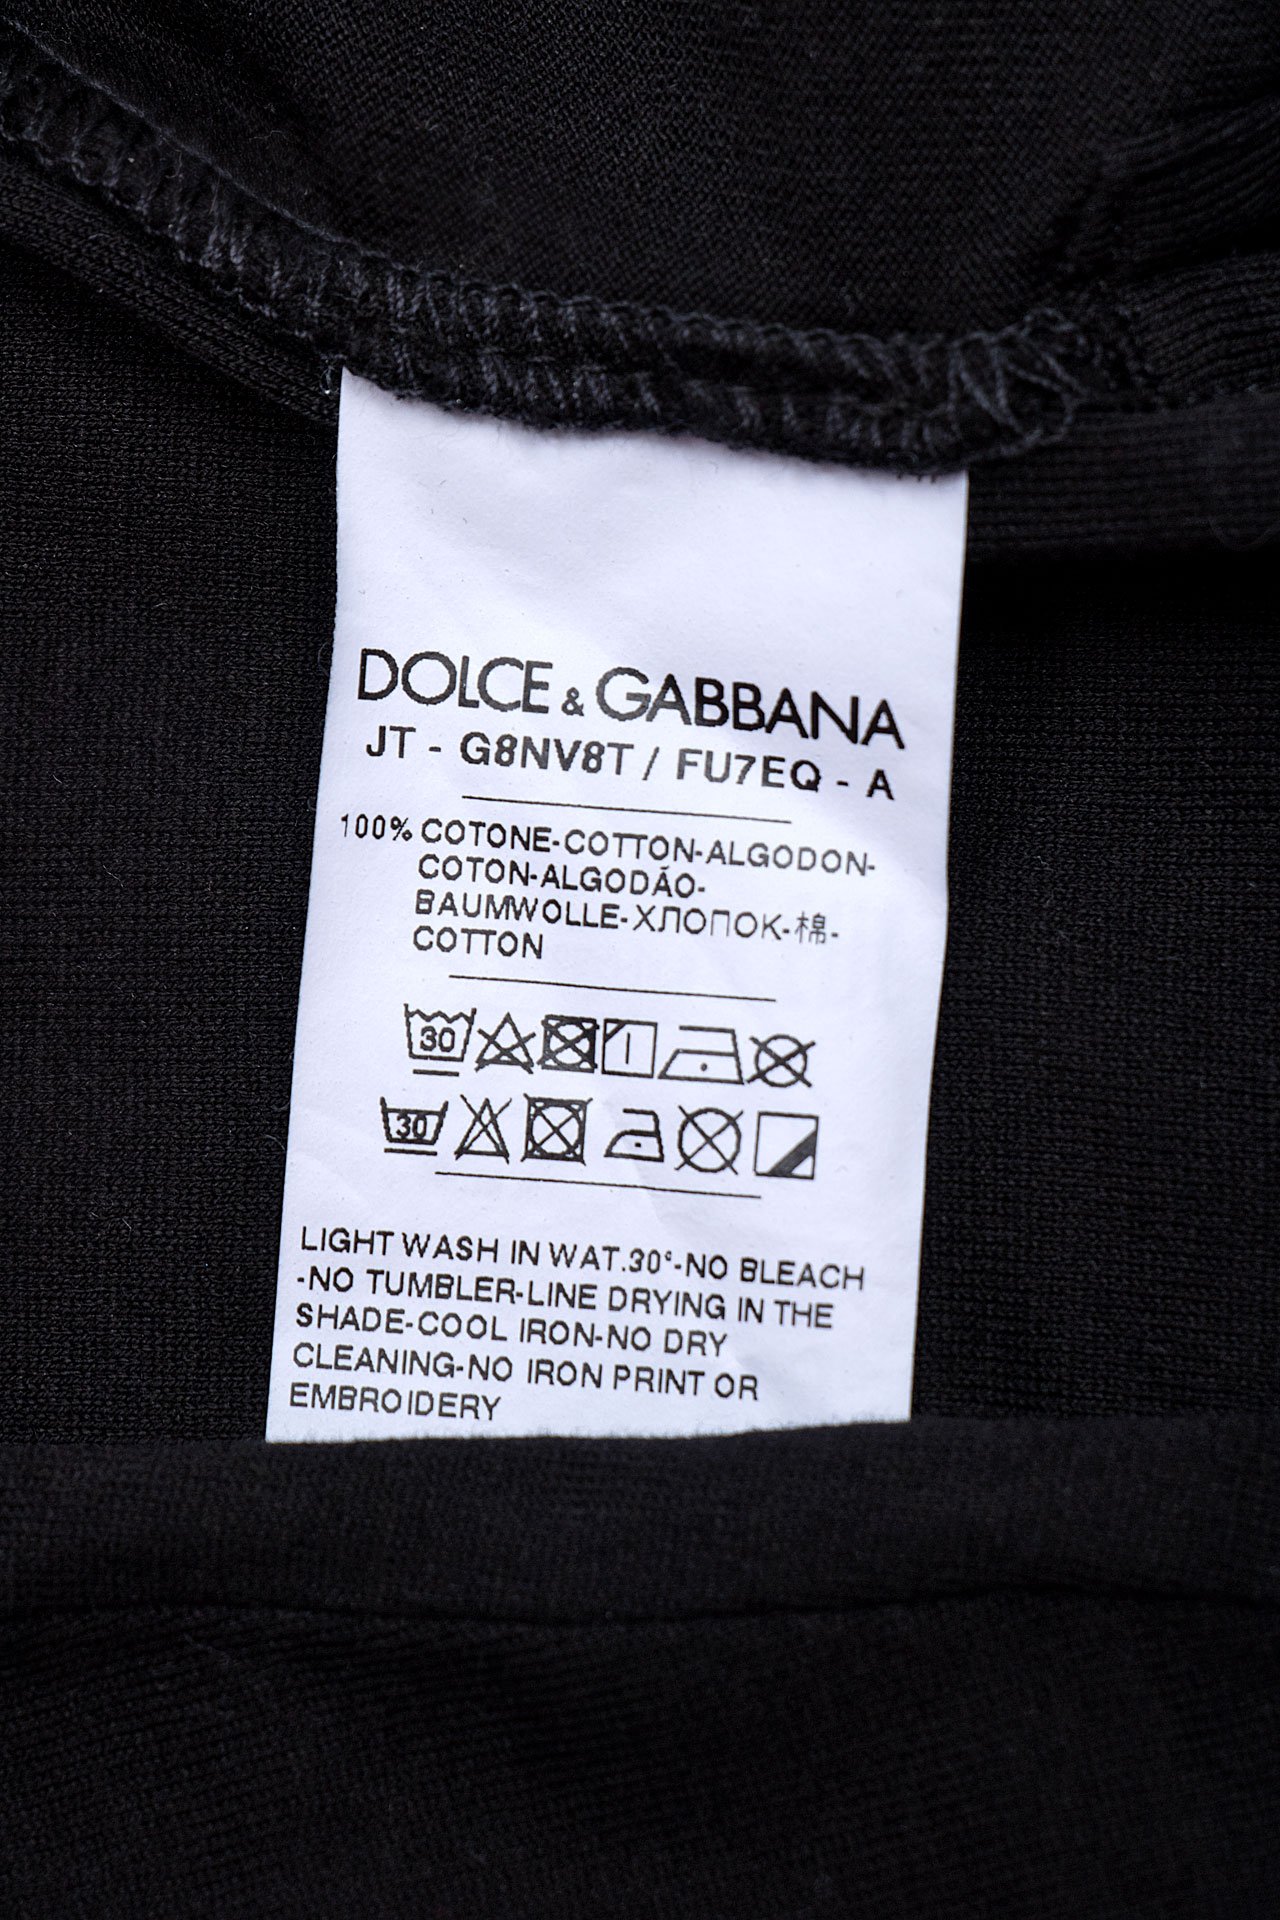 DOLCE & GABBANA
JT - G8NV8T / FU7EQ - A
100% COTONE-COTTON-ALGODON-
COTON-ALGODÃO-
BAUMWOLLE-ХЛОПОК-棉-
COTTON
30
30
LIGHT WASH IN WAT.30°-NO BLEACH
-NO TUMBLER-LINE DRYING IN THE
SHADE-COOL IRON-NO DRY
CLEANING-NO IRON PRINT OR
EMBROIDERY